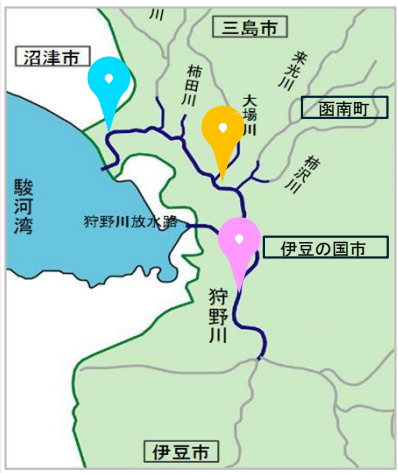 川
三島市
沼津市
来光川
柿田川
大場川
函南町
柿沢川
駿河湾
狩野川放水路
伊豆の国市
狩野川
伊豆市